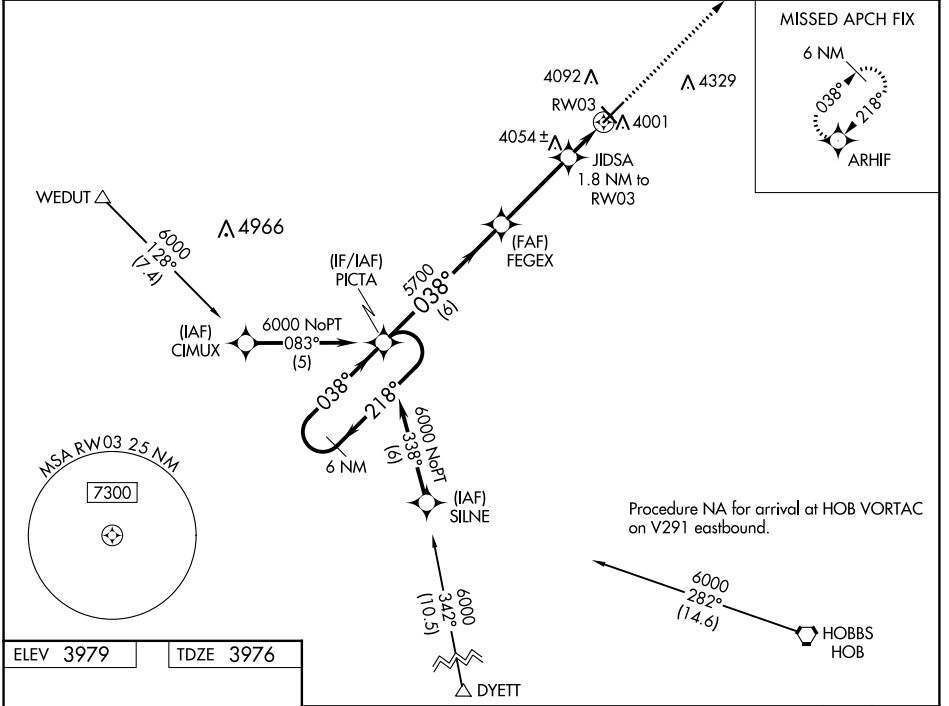 MISSED APCH FIX
6 NM
038°
218°
ARHIF
4092
4329
RW03
4001
4054±
JIDSA
1.8 NM to
RW03
WEDUT
4966
6000
128°
(7.4)
(FAF)
FEGEX
(IF/IAF)
PICTA
5700
038°
(6)
(IAF)
CIMUX
6000 NoPT
083°
(5)
038°
218°
6 NM
6000 NoPT
338°
(6)
(IAF)
SILNE
MSA RW03 25 NM
7300
Procedure NA for arrival at HOB VORTAC
on V291 eastbound.
6000
282°
(14.6)
HOBBS
HOB
6000
342°
(10.5)
DYETT
ELEV 3979
TDZE 3976